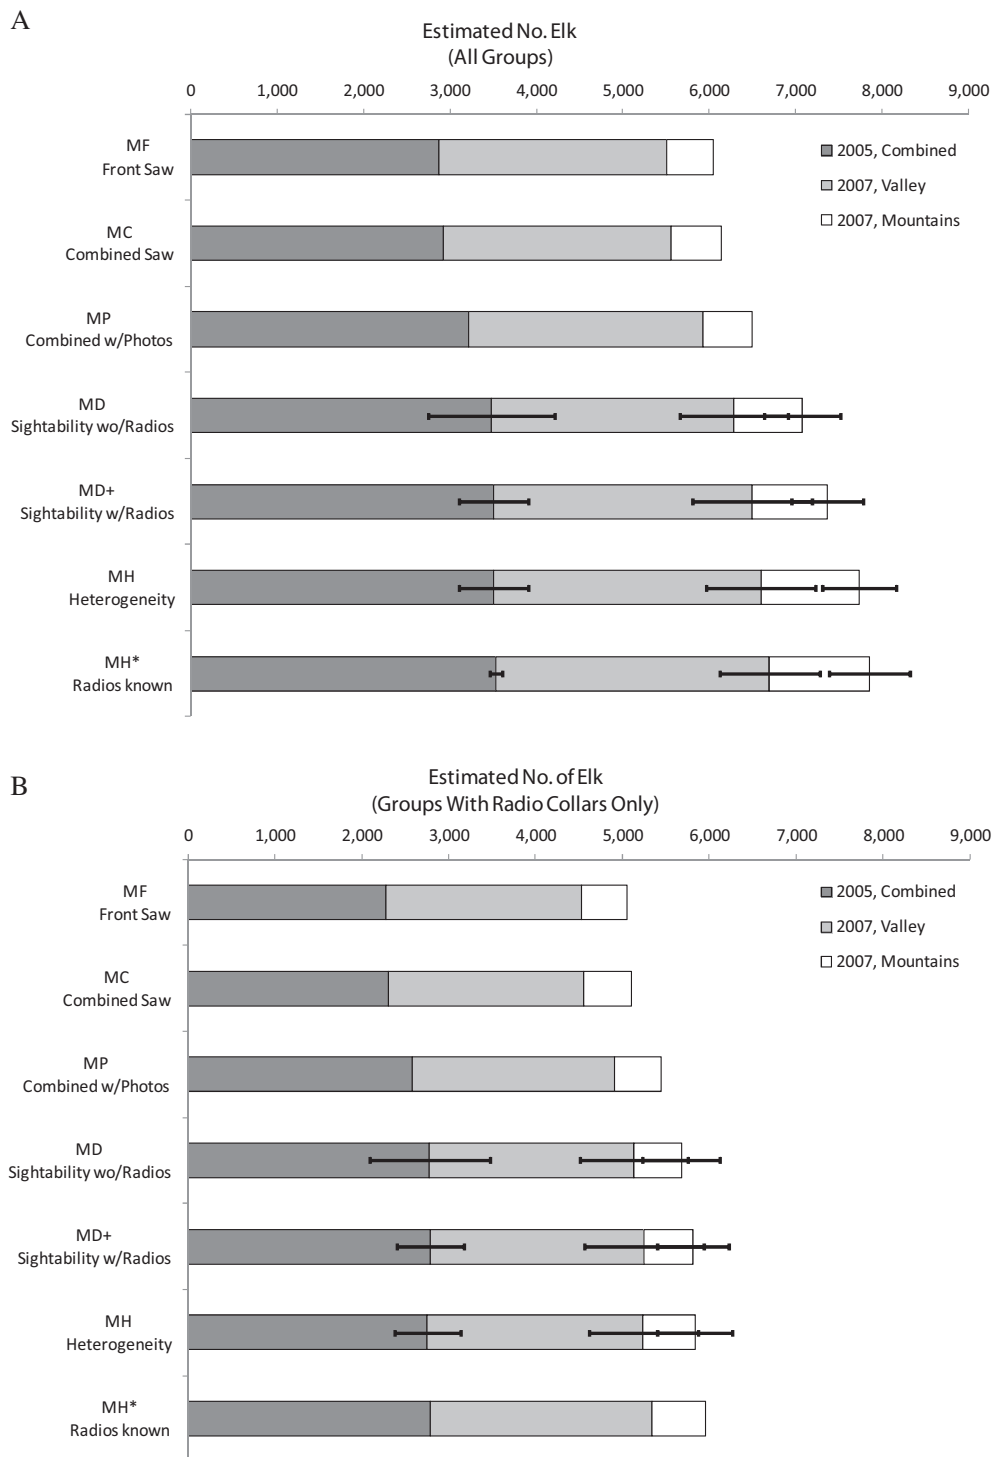 A
Estimated No. Elk
(All Groups)
0 1,000 2,000 3,000 4,000 5,000 6,000 7,000 8,000 9,000
MF
Front Saw
MC
Combined Saw
MP
Combined w/Photos
MD
Sightability wo/Radios
MD+
Sightability w/Radios
MH
Heterogeneity
MH*
Radios known
2005, Combined
2007, Valley
2007, Mountains
B
Estimated No. of Elk
(Groups With Radio Collars Only)
0 1,000 2,000 3,000 4,000 5,000 6,000 7,000 8,000 9,000
MF
Front Saw
MC
Combined Saw
MP
Combined w/Photos
MD
Sightability wo/Radios
MD+
Sightability w/Radios
MH
Heterogeneity
MH*
Radios known
2005, Combined
2007, Valley
2007, Mountains